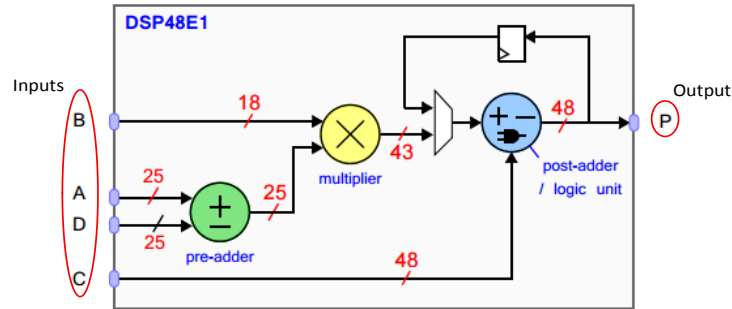 DSP48E1
Inputs
Output
B
18
48
P
multiplier
43
post-adder
/ logic unit
A
25
25
D
25
pre-adder
C
48